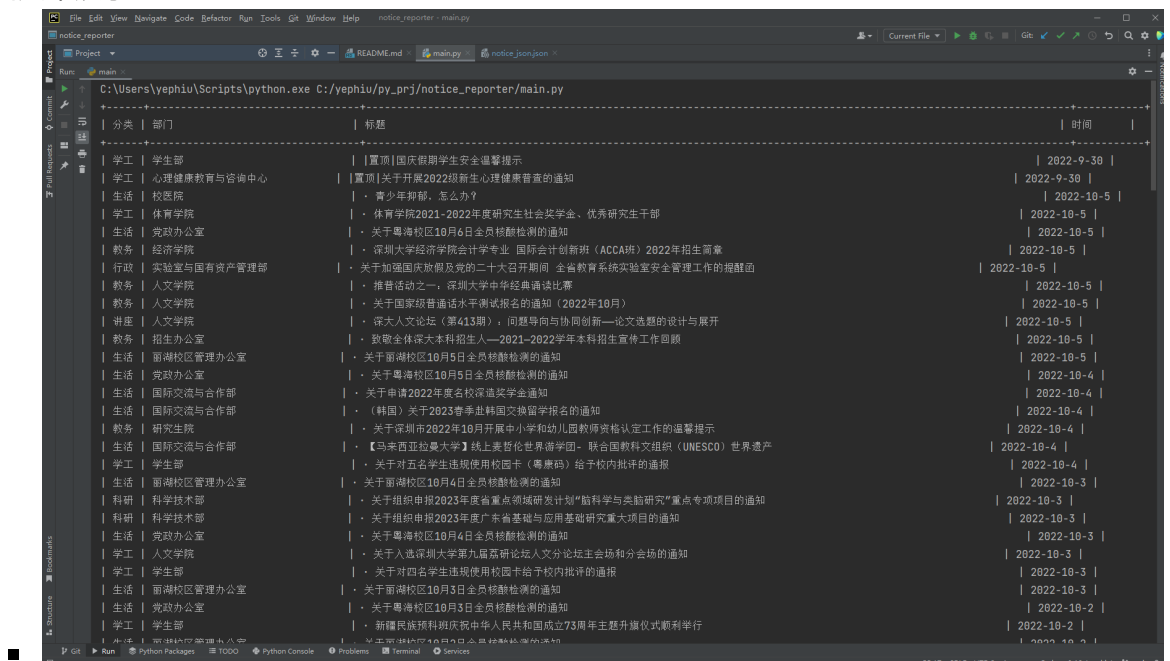 File Edit View Navigate Code Refactor Run Tools Git Window Help notice_reporter - main.py
notice_reporter Current File Git:
Project README.md main.py notice_json.json
Run: main
C:\Users\yephiu\Scripts\python.exe C:/yephiu/py_prj/notice_reporter/main.py
+------+
| 分类 | 部门 | 标题 | 时间 |
| 学工 | 学生部 | |置顶|国庆假期学生安全温馨提示 | 2022-9-30 |
| 学工 | 心理健康教育与咨询中心 | |置顶|关于开展2022级新生心理健康普查的通知 | 2022-9-30 |
| 生活 | 校医院 | · 青少年抑郁，怎么办? | 2022-10-5 |
| 学工 | 体育学院 | · 体育学院2021-2022年度研究生社会奖学金、优秀研究生干部 | 2022-10-5 |
| 生活 | 党政办公室 | · 关于粤海校区10月6日全员核酸检测的通知 | 2022-10-5 |
| 教务 | 经济学院 | · 深圳大学经济学院会计学专业 国际会计创新班（ACCA班）2022年招生简章 | 2022-10-5 |
| 行政 | 实验室与国有资产管理部 | · 关于加强国庆放假及党的二十大召开期间 全省教育系统实验室安全管理工作的提醒函 | 2022-10-5 |
| 教务 | 人文学院 | · 推普活动之一：深圳大学中华经典诵读比赛 | 2022-10-5 |
| 教务 | 人文学院 | · 关于国家级普通话水平测试报名的通知（2022年10月） | 2022-10-5 |
| 讲座 | 人文学院 | · 深大人文论坛（第413期）：问题导向与协同创新——论文选题的设计与展开 | 2022-10-5 |
| 教务 | 招生办公室 | · 致敬全体深大本科招生人——2021—2022学年本科招生宣传工作回顾 | 2022-10-5 |
| 生活 | 丽湖校区管理办公室 | · 关于丽湖校区10月5日全员核酸检测的通知 | 2022-10-5 |
| 生活 | 党政办公室 | · 关于粤海校区10月5日全员核酸检测的通知 | 2022-10-4 |
| 生活 | 国际交流与合作部 | · 关于申请2022年度名校深造奖学金通知 | 2022-10-4 |
| 生活 | 国际交流与合作部 | · （韩国）关于2023春季赴韩国交换留学报名的通知 | 2022-10-4 |
| 教务 | 研究生院 | · 关于深圳市2022年10月开展中小学和幼儿园教师资格认定工作的温馨提示 | 2022-10-4 |
| 生活 | 国际交流与合作部 | · 【马来西亚拉曼大学】线上麦哲伦世界游学团- 联合国教科文组织（UNESCO）世界遗产 | 2022-10-4 |
| 学工 | 学生部 | · 关于对五名学生违规使用校园卡（粤康码）给予校内批评的通报 | 2022-10-4 |
| 生活 | 丽湖校区管理办公室 | · 关于丽湖校区10月4日全员核酸检测的通知 | 2022-10-3 |
| 科研 | 科学技术部 | · 关于组织申报2023年度省重点领域研发计划“脑科学与类脑研究”重点专项项目的通知 | 2022-10-3 |
| 科研 | 科学技术部 | · 关于组织申报2023年度广东省基础与应用基础研究重大项目的通知 | 2022-10-3 |
| 生活 | 党政办公室 | · 关于粤海校区10月4日全员核酸检测的通知 | 2022-10-3 |
| 学工 | 人文学院 | · 关于入选深圳大学第九届荔研论坛人文分论坛主会场和分会场的通知 | 2022-10-3 |
| 学工 | 学生部 | · 关于对四名学生违规使用校园卡给予校内批评的通报 | 2022-10-3 |
| 生活 | 丽湖校区管理办公室 | · 关于丽湖校区10月3日全员核酸检测的通知 | 2022-10-3 |
| 生活 | 党政办公室 | · 关于粤海校区10月3日全员核酸检测的通知 | 2022-10-2 |
| 学工 | 学生部 | · 新疆民族预科班庆祝中华人民共和国成立73周年主题升旗仪式顺利举行 | 2022-10-2 |
| 生活 | 丽湖校区管理办公室 | · 关于丽湖校区10月2日全员核酸检测的通知 | 2022-10-2 |
Git Run Python Packages TODO Python Console Problems Terminal Services
Project
Commit
Pull Requests
Bookmarks
Structure
Notifications